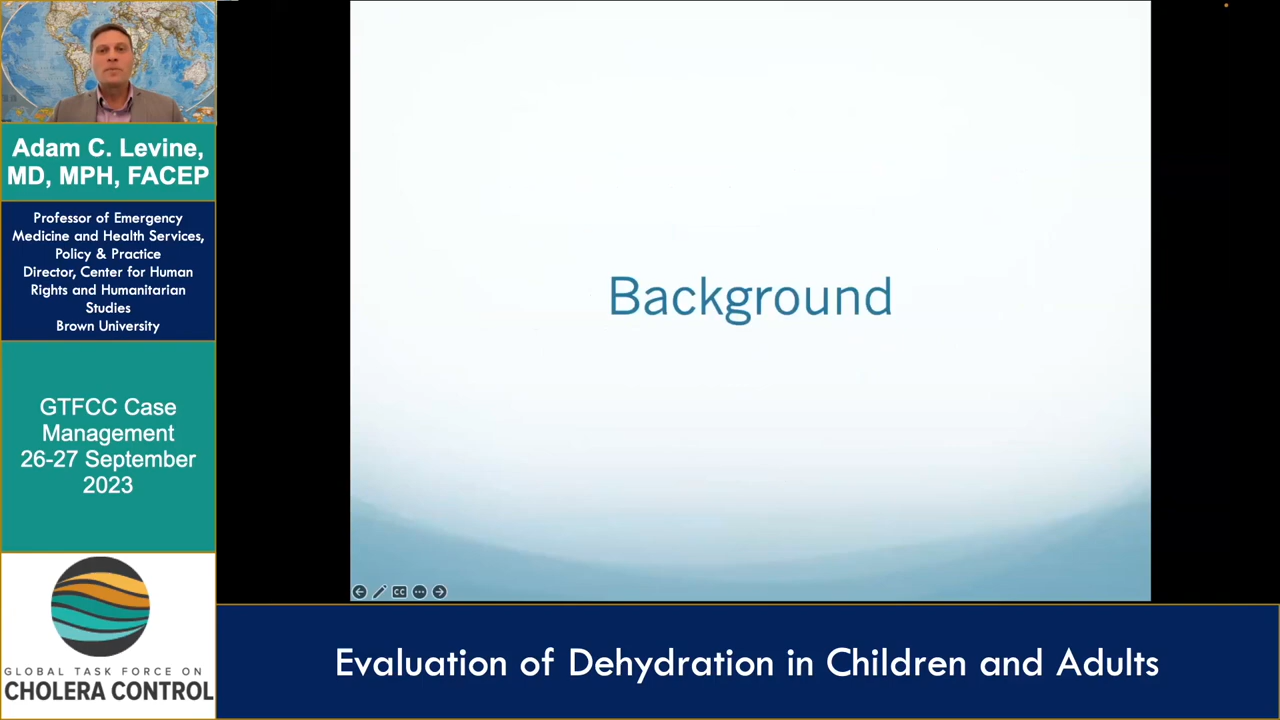 Adam C. Levine,
MD, MPH, FACEP
Professor of Emergency
Medicine and Health Services,
Policy & Practice
Director, Center for Human
Rights and Humanitarian
Studies
Brown University
GTFCC Case
Management
26-27 September
2023
GLOBAL TASK FORCE ON
CHOLERA CONTROL
Background
CC
Evaluation of Dehydration in Children and Adults